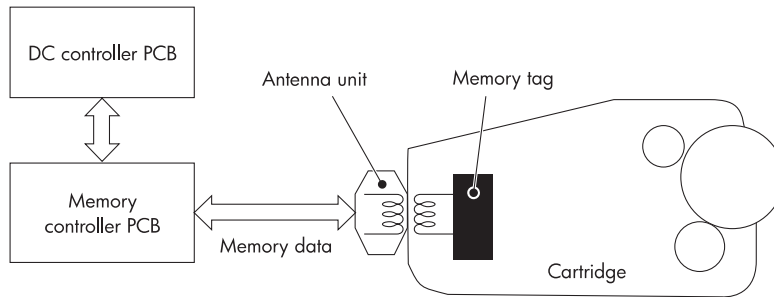 DC controller PCB
Antenna unit
Memory tag
Memory
controller PCB
Memory data
Cartridge